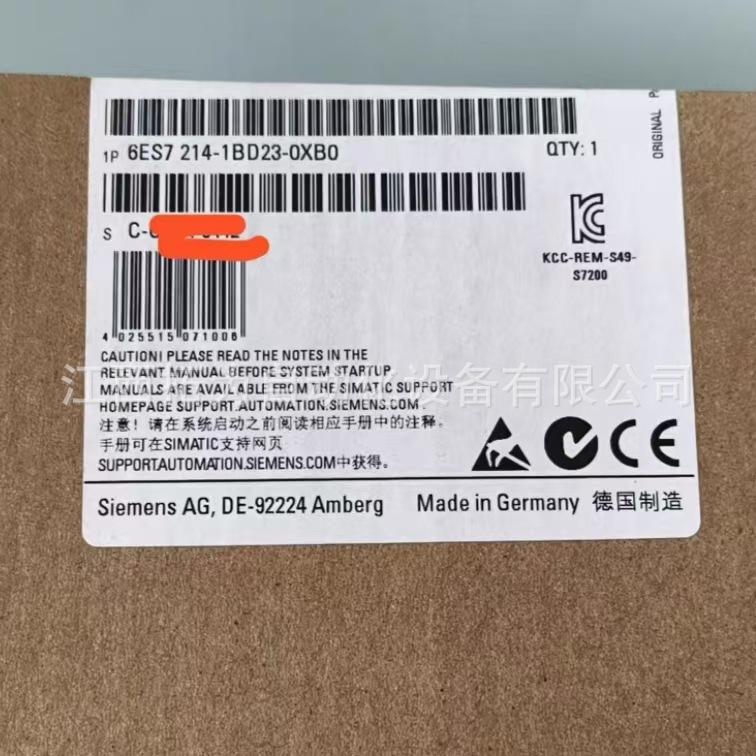 1P 6ES7 214-1BD23-0XB0
QTY: 1
ORIGINAL
S C-
KCC-REM-S49-
S7200
4 025515 071006
CAUTION! PLEASE READ THE NOTES IN THE
RELEVANT MANUAL BEFORE SYSTEM STARTUP.
MANUALS ARE AVAILABLE FROM THE SIMATIC SUPPORT
HOMEPAGE SUPPORT.AUTOMATION.SIEMENS.COM .
注意！请在系统启动之前阅读相应手册中的注释。
手册可在SIMATIC支持网页
SUPPORTAUTOMATION.SIEMENS.COM中获得。
CE
Siemens AG, DE-92224 Amberg
Made in Germany 德国制造
设备有限公司